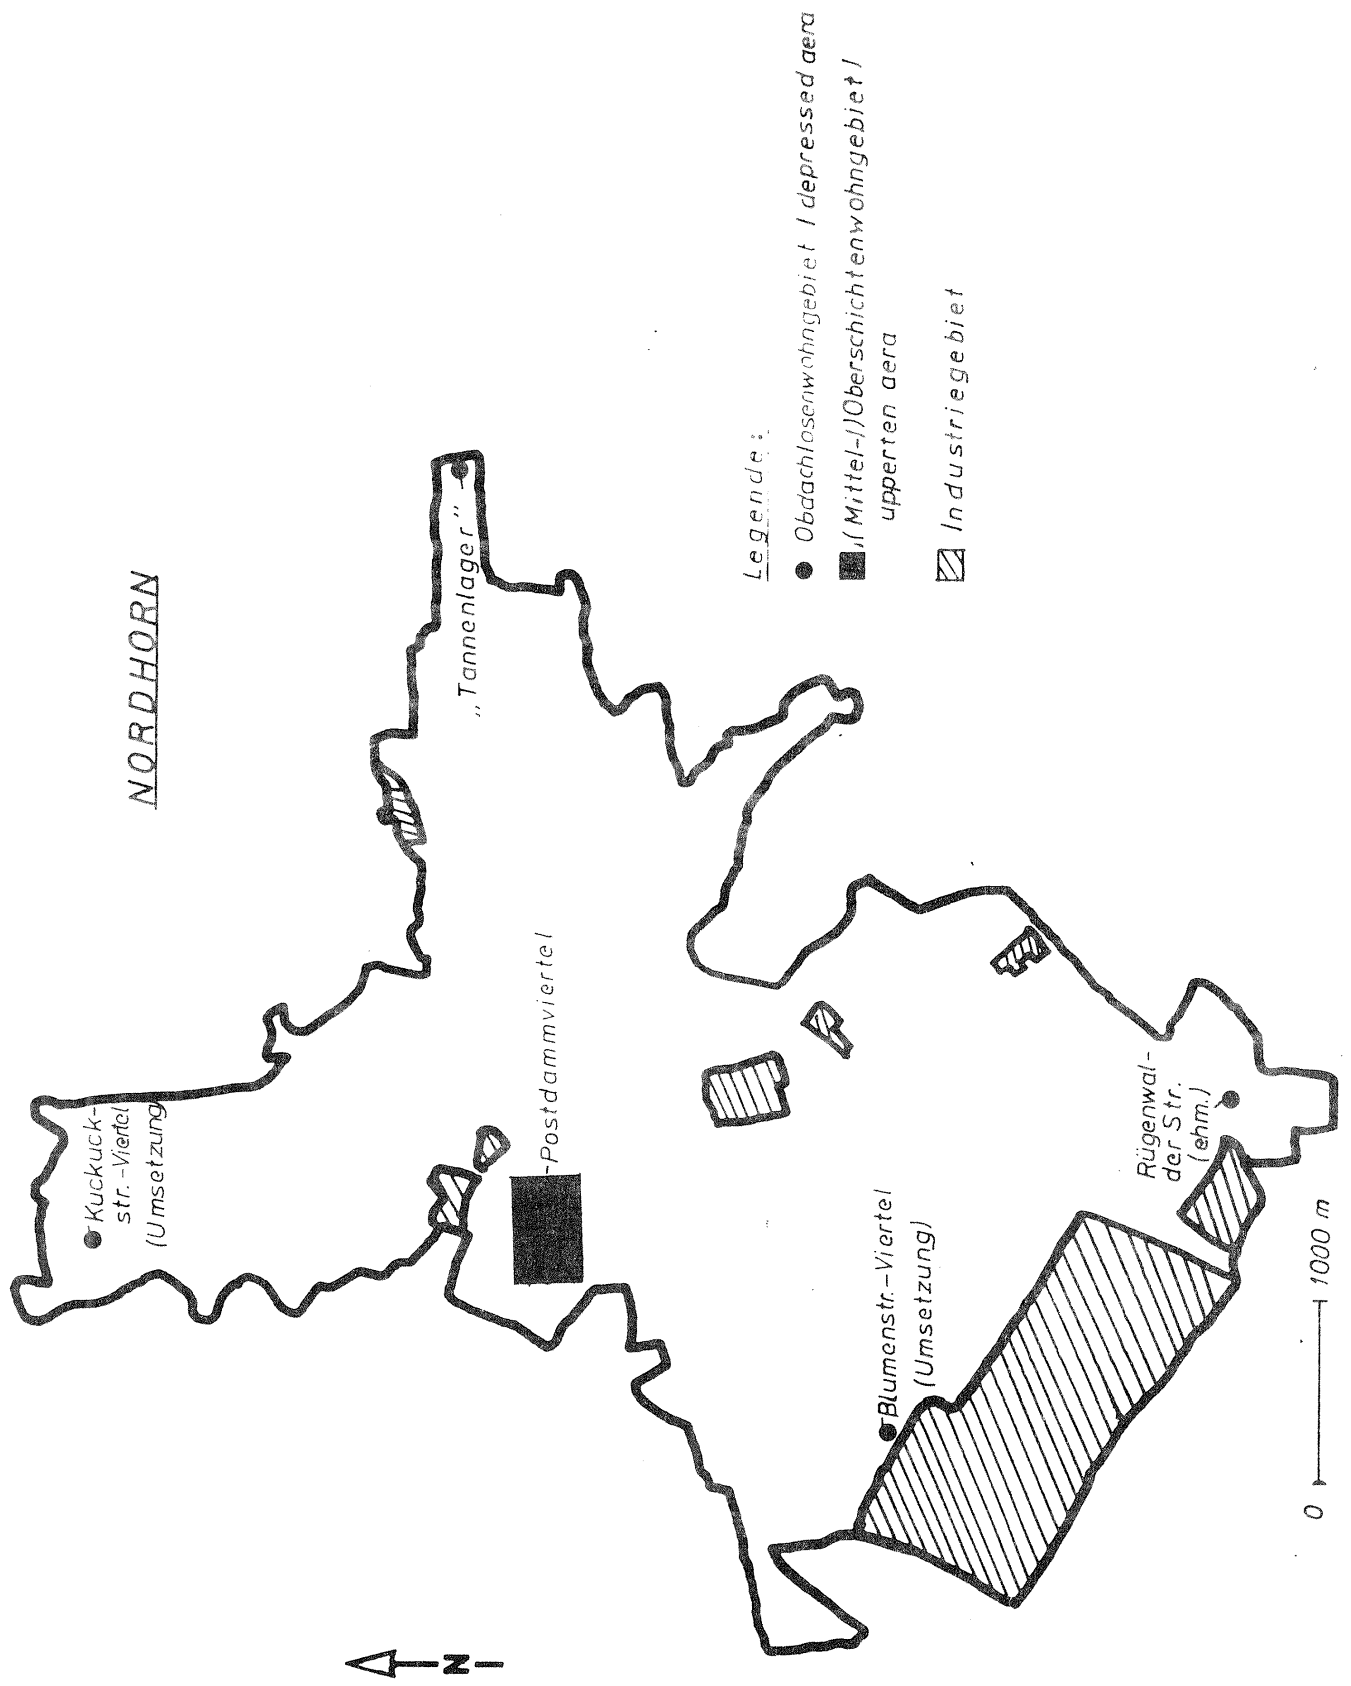 NORDHORN
„Tannenlager”
Kuckuck-
str.-Viertel
(Umsetzung)
Postdammviertel
Blumenstr.-Viertel
(Umsetzung)
Rügenwal-
der Str.
(ehm.)
Legende:
Obdachlosenwohngebiet / depressed aera
(Mittel-/)Oberschichtenwohngebiet /
upperten aera
Industriegebiet
N
0 1000 m